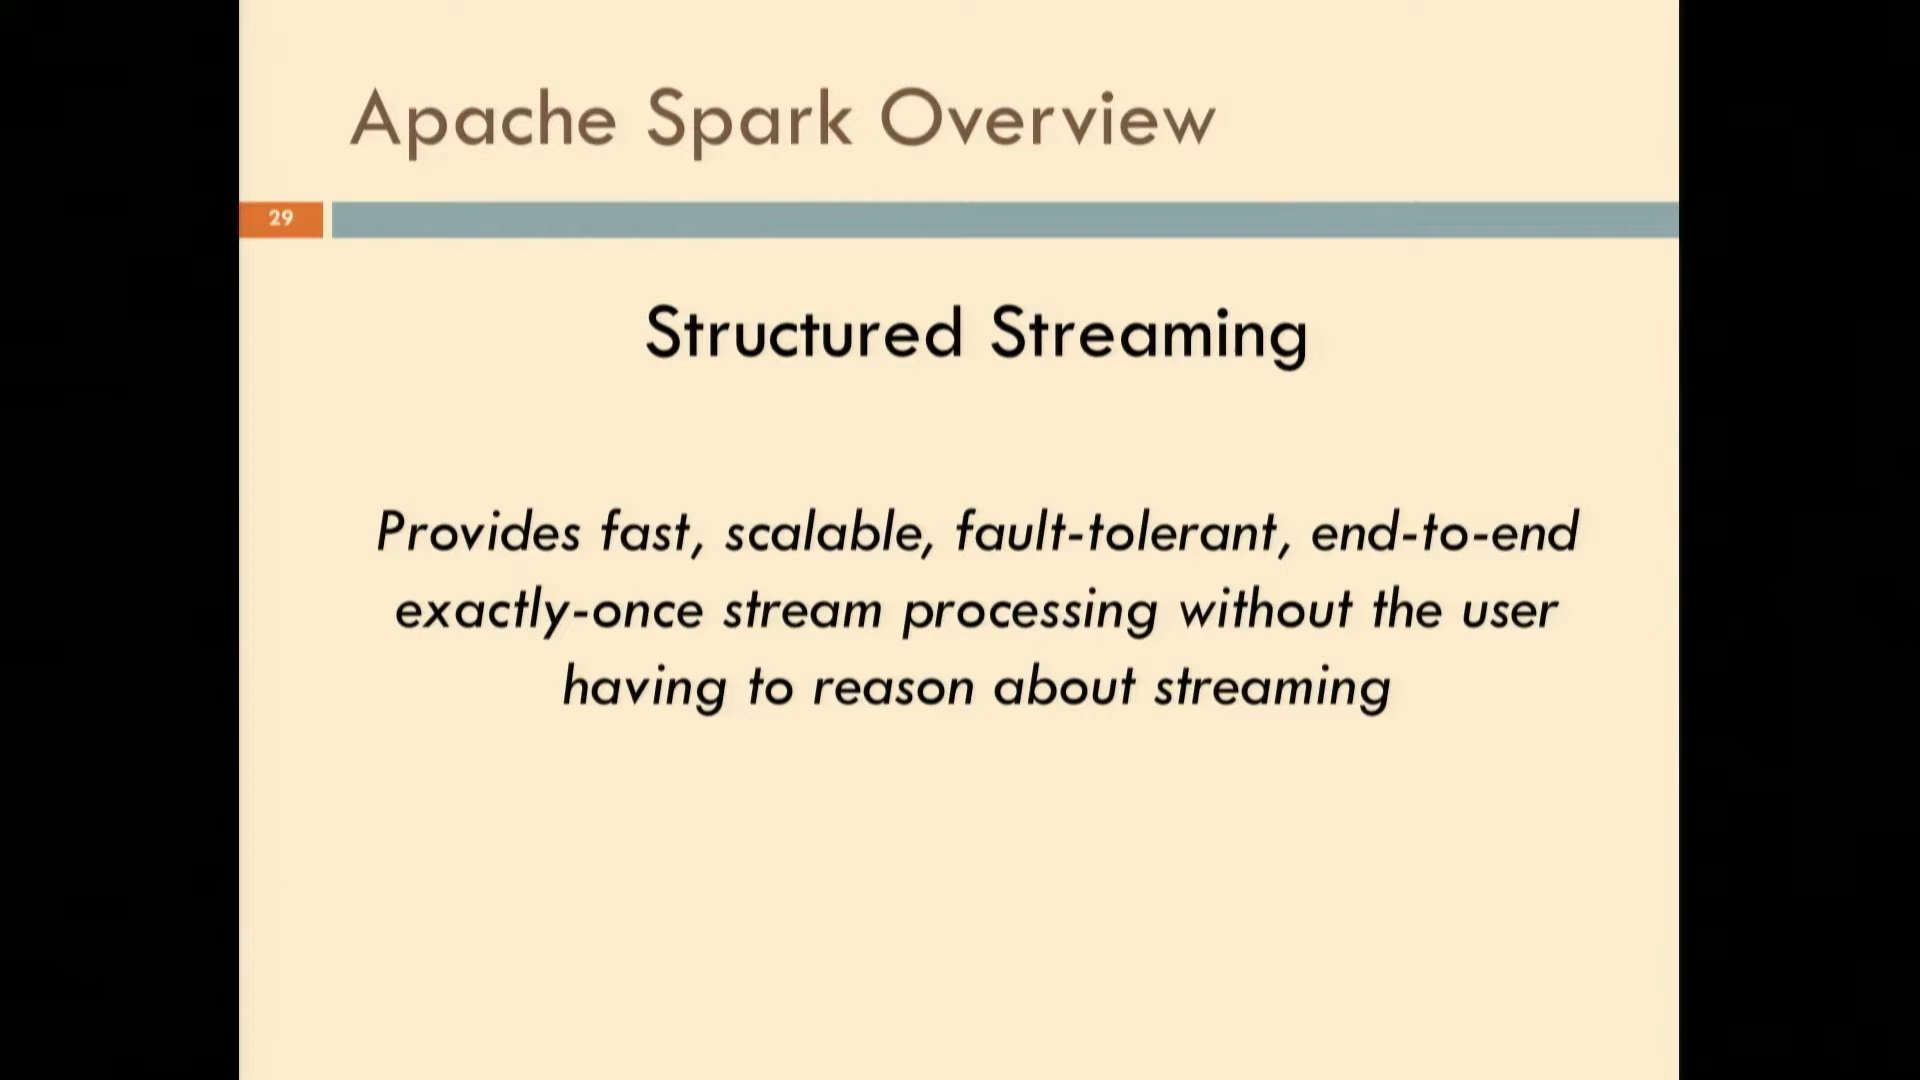 Apache Spark Overview
29
Structured Streaming
Provides fast, scalable, fault-tolerant, end-to-end
exactly-once stream processing without the user
having to reason about streaming